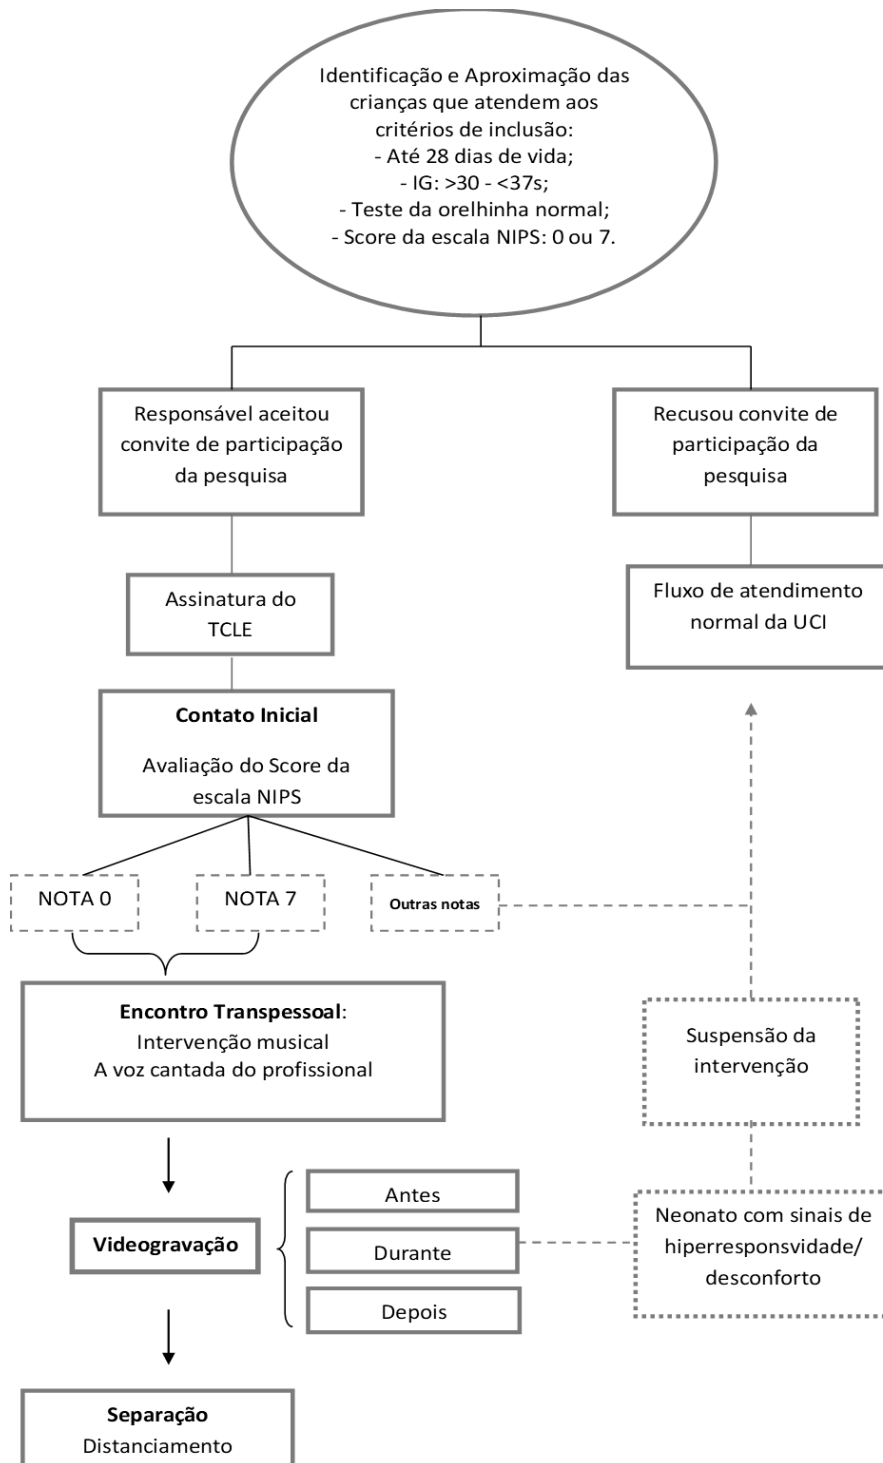 Identificação e Aproximação das
crianças que atendem aos
critérios de inclusão:
- Até 28 dias de vida;
- IG: >30 - <37s;
- Teste da orelhinha normal;
- Score da escala NIPS: 0 ou 7.
Responsável aceitou
convite de participação
da pesquisa
Recusou convite de
participação da
pesquisa
Assinatura do
TCLE
Fluxo de atendimento
normal da UCI
Contato Inicial
Avaliação do Score da
escala NIPS
NOTA 0
NOTA 7
Outras notas
Encontro Transpessoal:
Intervenção musical
A voz cantada do profissional
Suspensão da
intervenção
Videogravação
Antes
Durante
Depois
Neonato com sinais de
hiperresponsvidade/
desconforto
Separação
Distanciamento